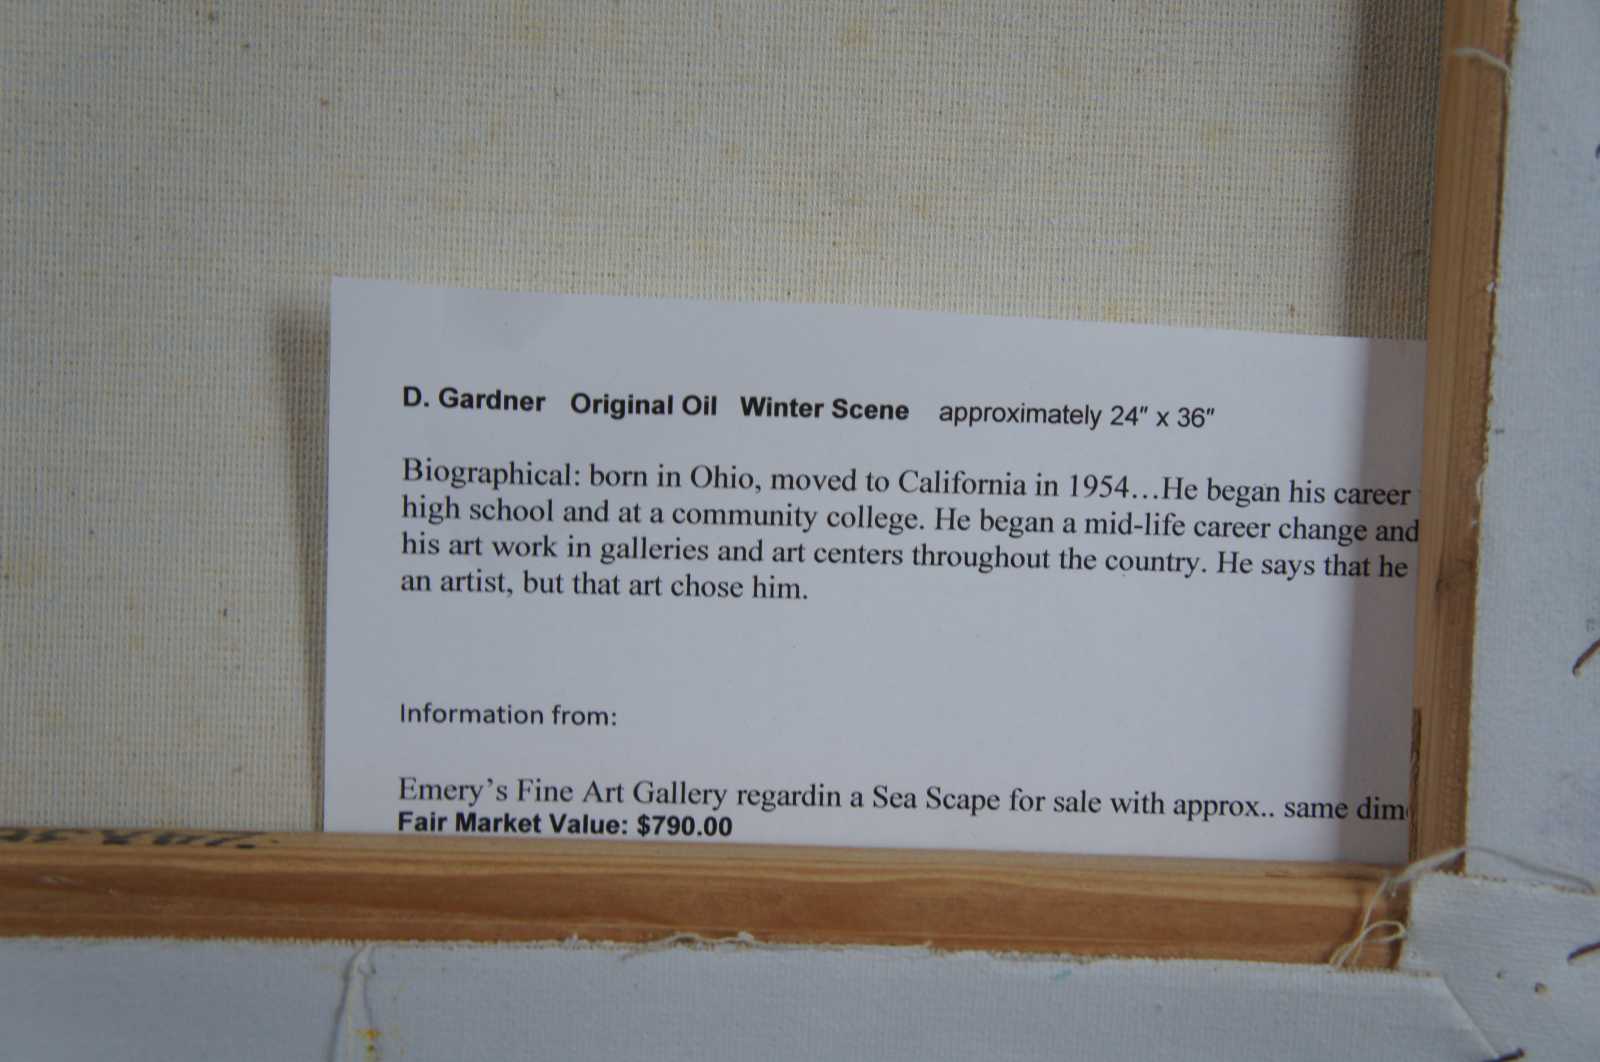 D. Gardner Original Oil Winter Scene approximately 24" x 36"
Biographical: born in Ohio, moved to California in 1954…He began his career
high school and at a community college. He began a mid-life career change and
his art work in galleries and art centers throughout the country. He says that he
an artist, but that art chose him.
Information from:
Emery's Fine Art Gallery regardin a Sea Scape for sale with approx.. same dim
Fair Market Value: $790.00